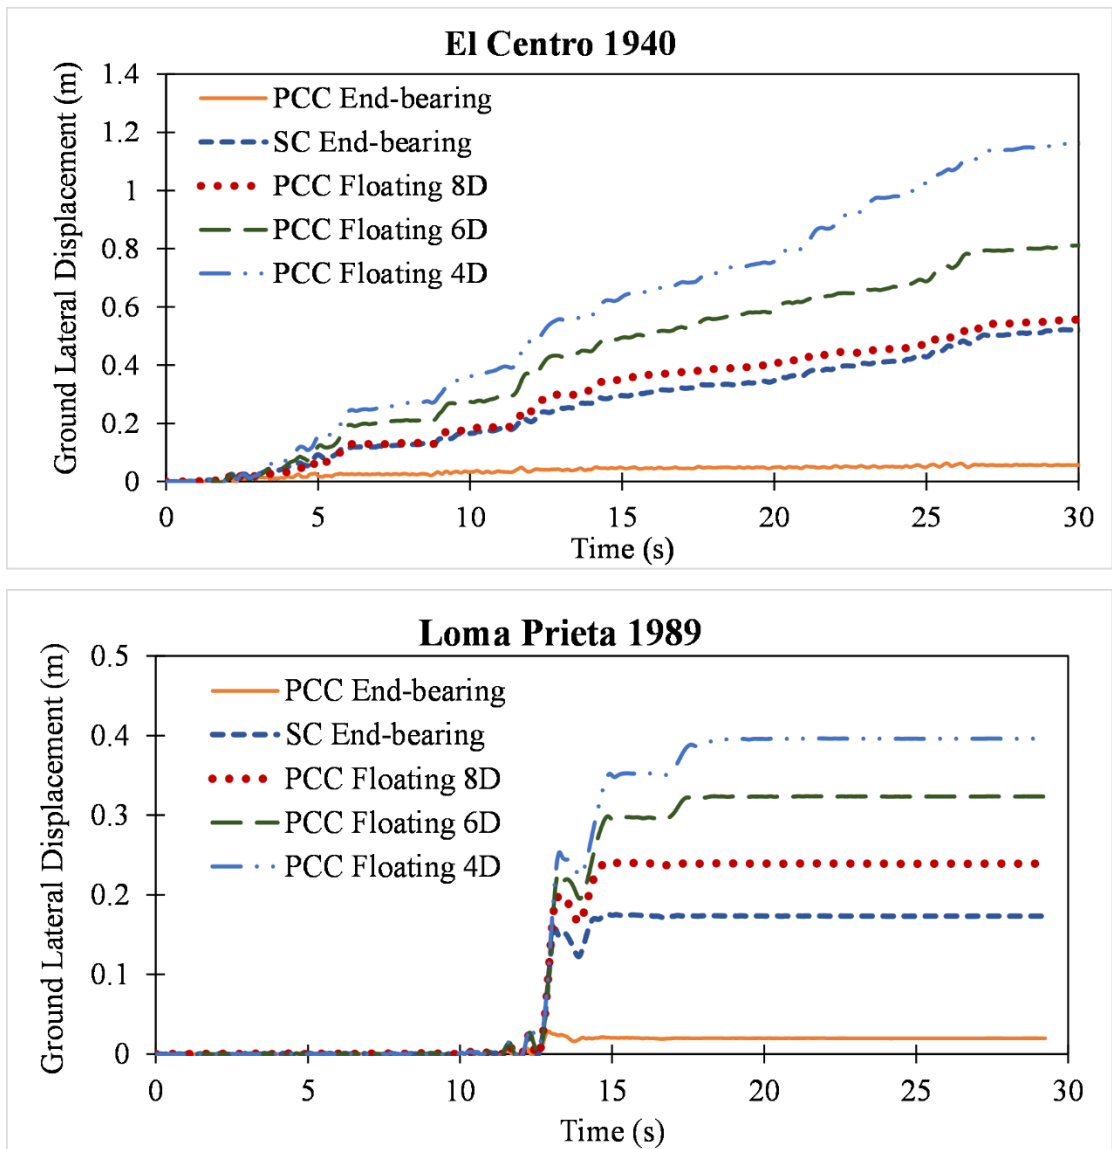 El Centro 1940
Ground Lateral Displacement (m)
1.4
1.2
1
0.8
0.6
0.4
0.2
0
PCC End-bearing
SC End-bearing
PCC Floating 8D
PCC Floating 6D
PCC Floating 4D
0 5 10 15 20 25 30
Time (s)
Loma Prieta 1989
Ground Lateral Displacement (m)
0.5
0.4
0.3
0.2
0.1
0
PCC End-bearing
SC End-bearing
PCC Floating 8D
PCC Floating 6D
PCC Floating 4D
0 5 10 15 20 25 30
Time (s)